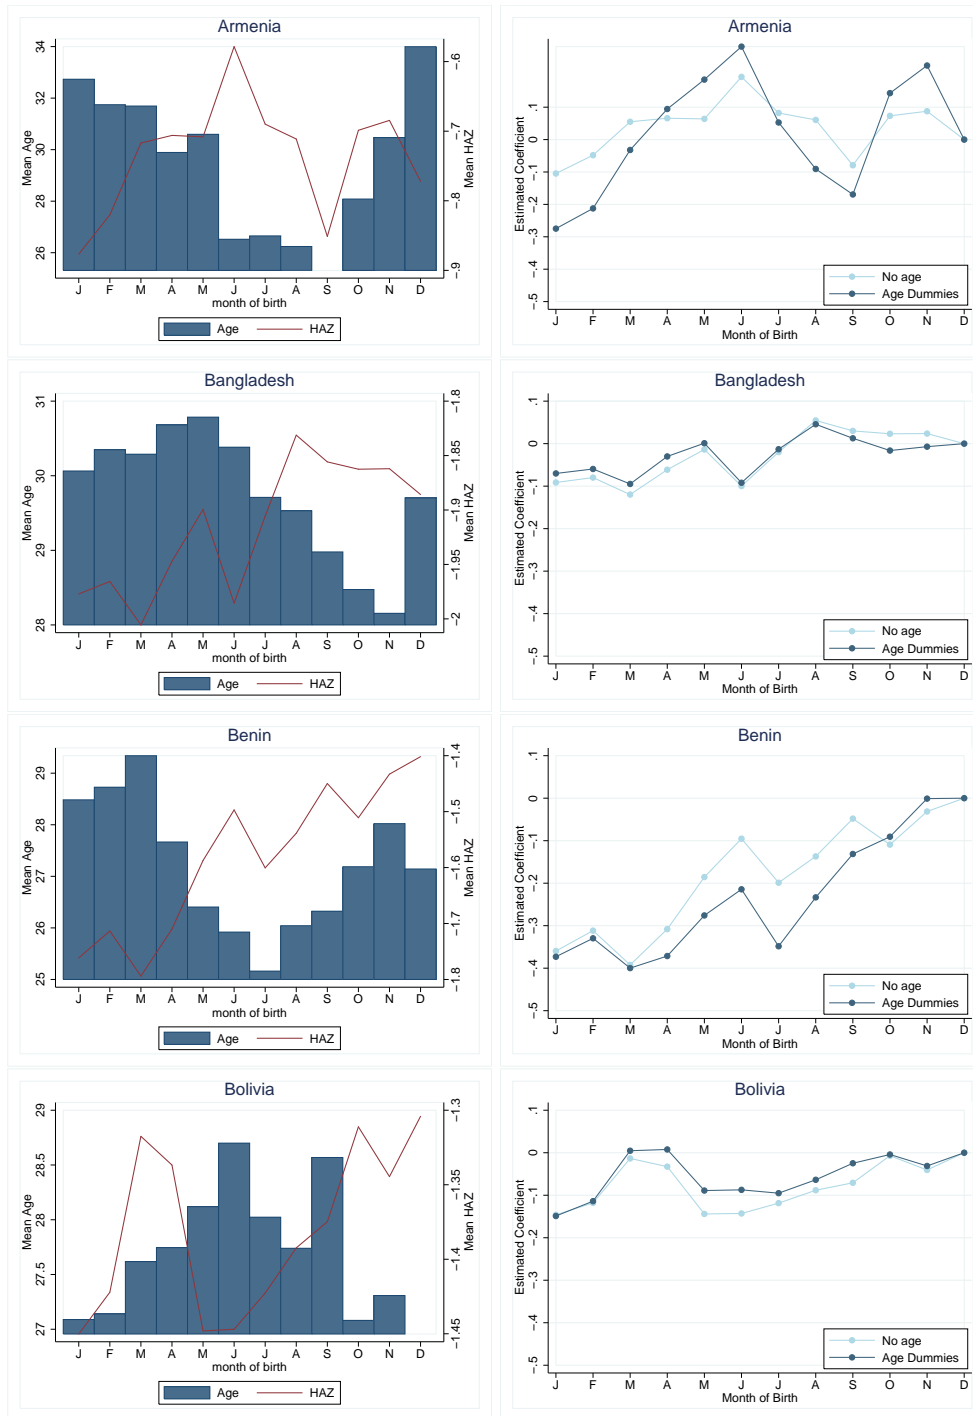 Armenia
34
32
30
28
26
Mean Age
-.6
-.7
-.8
-.9
Mean HAZ
J F M A M J J A S O N D
month of birth
Age HAZ
Armenia
.1
0
-.1
-.2
-.3
-.4
-.5
Estimated Coefficient
No age
Age Dummies
J F M A M J J A S O N D
Month of Birth
Bangladesh
31
30
29
28
Mean Age
-1.8
-1.85
-1.9
-1.95
-2
Mean HAZ
J F M A M J J A S O N D
month of birth
Age HAZ
Bangladesh
.1
0
-.1
-.2
-.3
-.4
-.5
Estimated Coefficient
No age
Age Dummies
J F M A M J J A S O N D
Month of Birth
Benin
29
28
27
26
25
Mean Age
-1.4
-1.5
-1.6
-1.7
-1.8
Mean HAZ
J F M A M J J A S O N D
month of birth
Age HAZ
Benin
.1
0
-.1
-.2
-.3
-.4
-.5
Estimated Coefficient
No age
Age Dummies
J F M A M J J A S O N D
Month of Birth
Bolivia
29
28.5
28
27.5
27
Mean Age
-1.3
-1.35
-1.4
-1.45
Mean HAZ
J F M A M J J A S O N D
month of birth
Age HAZ
Bolivia
.1
0
-.1
-.2
-.3
-.4
-.5
Estimated Coefficient
No age
Age Dummies
J F M A M J J A S O N D
Month of Birth